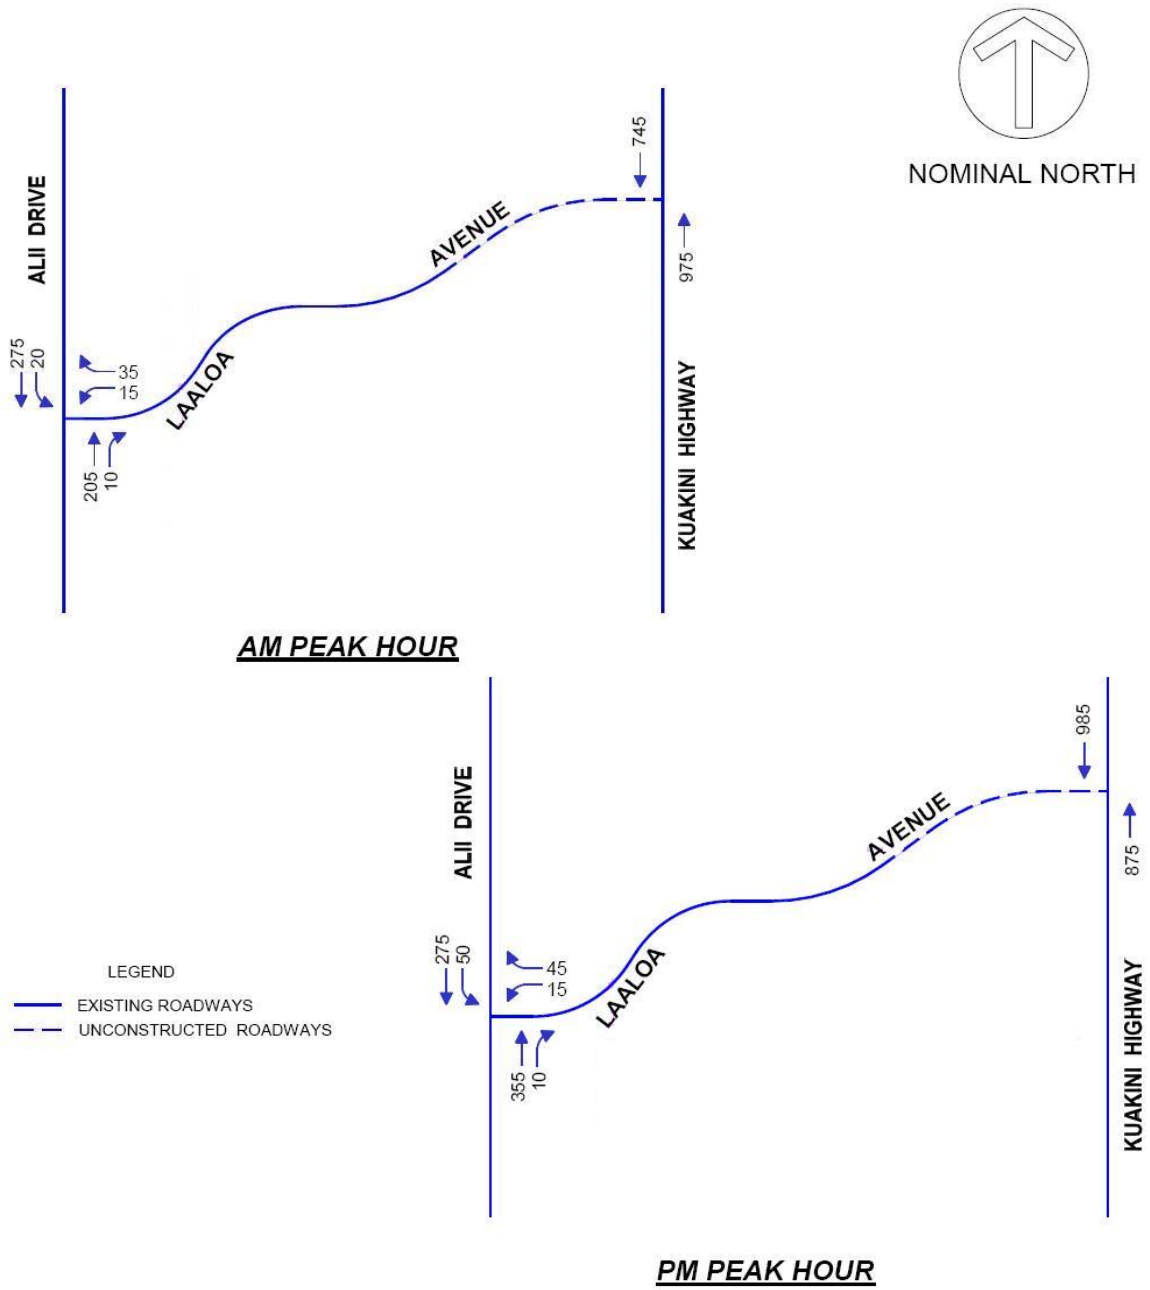 NOMINAL NORTH
745
ALII DRIVE
AVENUE
975
275
20
35
15
LAALOA
205
10
KUAKINI HIGHWAY
AM PEAK HOUR
985
ALII DRIVE
AVENUE
875
275
50
45
15
LAALOA
355
10
KUAKINI HIGHWAY
LEGEND
EXISTING ROADWAYS
UNCONSTRUCTED ROADWAYS
PM PEAK HOUR